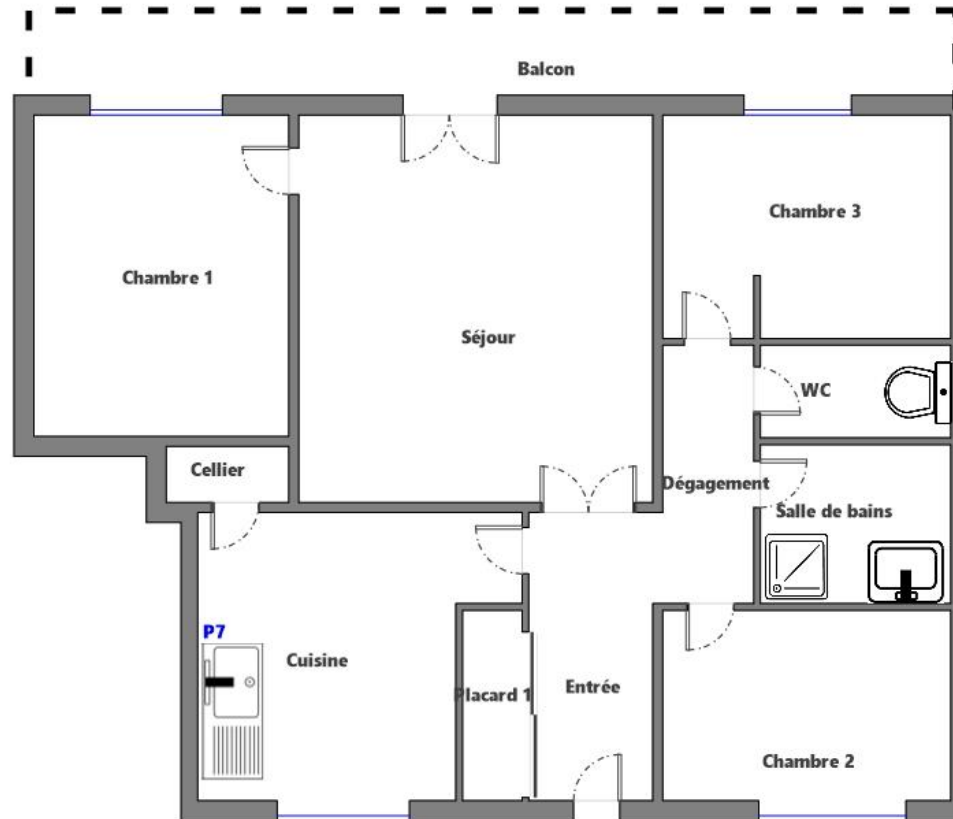 Balcon
Chambre 3
Chambre 1
Séjour
WC
Cellier
Dégagement
Salle de bains
P7
Cuisine
Placard 1
Entrée
Chambre 2